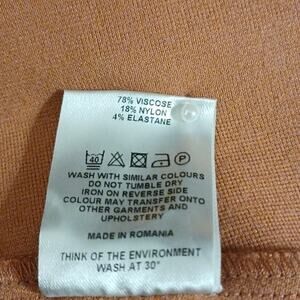 78% VISCOSE
18% NYLON
4% ELASTANE
40 P
WASH WITH SIMILAR COLOURS
DO NOT TUMBLE DRY
IRON ON REVERSE SIDE
COLOUR MAY TRANSFER ONTO
OTHER GARMENTS AND
UPHOLSTERY
MADE IN ROMANIA
THINK OF THE ENVIRONMENT
WASH AT 30°